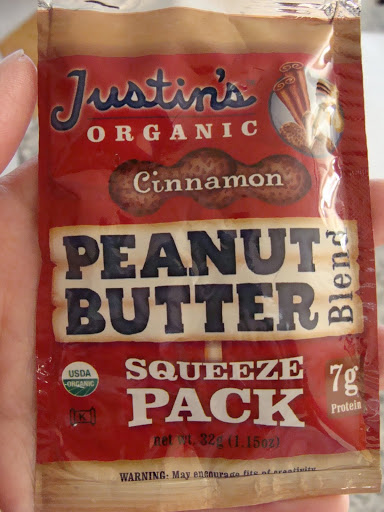 Justin's
ORGANIC
Cinnamon
PEANUT
BUTTER
Blend
SQUEEZE
PACK
7g
Protein
USDA
ORGANIC
K
net wt. 32g (1.15oz)
WARNING: May encourage fits of creativity